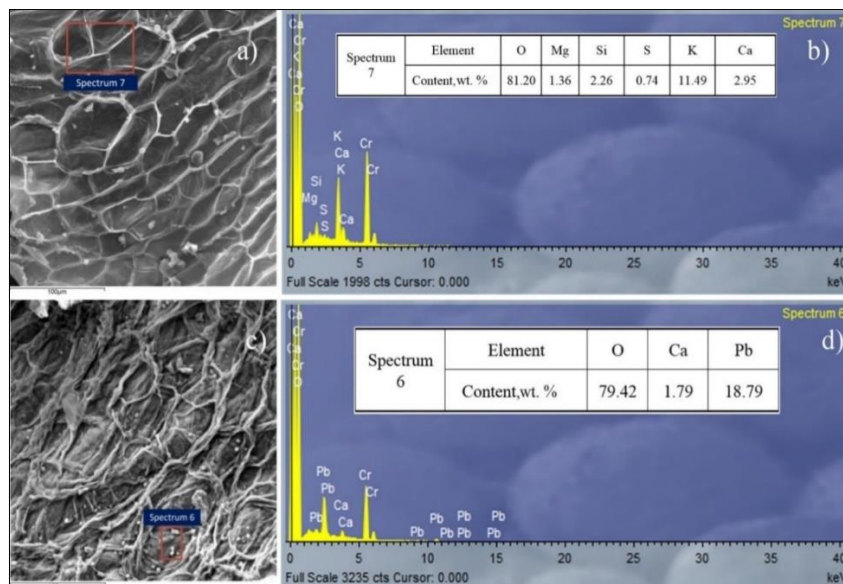 a)
Spectrum 7
100μm
Spectrum 7
b)
Spectrum 7 Element O Mg Si S K Ca
Content,wt. % 81.20 1.36 2.26 0.74 11.49 2.95
Ca
Cr
K
Ca
Cr
O
K
Ca
K
Cr
Cr
Si
Mg
S
S
Ca
0 5 10 15 20 25 30 35 40
Full Scale 1998 cts Cursor: 0.000 keV
c)
Spectrum 6
Spectrum 6
d)
Spectrum 6 Element O Ca Pb
Content,wt. % 79.42 1.79 18.79
Ca
Cr
Ca
Cr
O
Pb
Pb
Pb
Ca
Ca
Cr
Cr
Pb
Pb
Pb
Pb
Pb
Pb
Pb
0 5 10 15 20 25 30 35 40
Full Scale 3235 cts Cursor: 0.000 keV